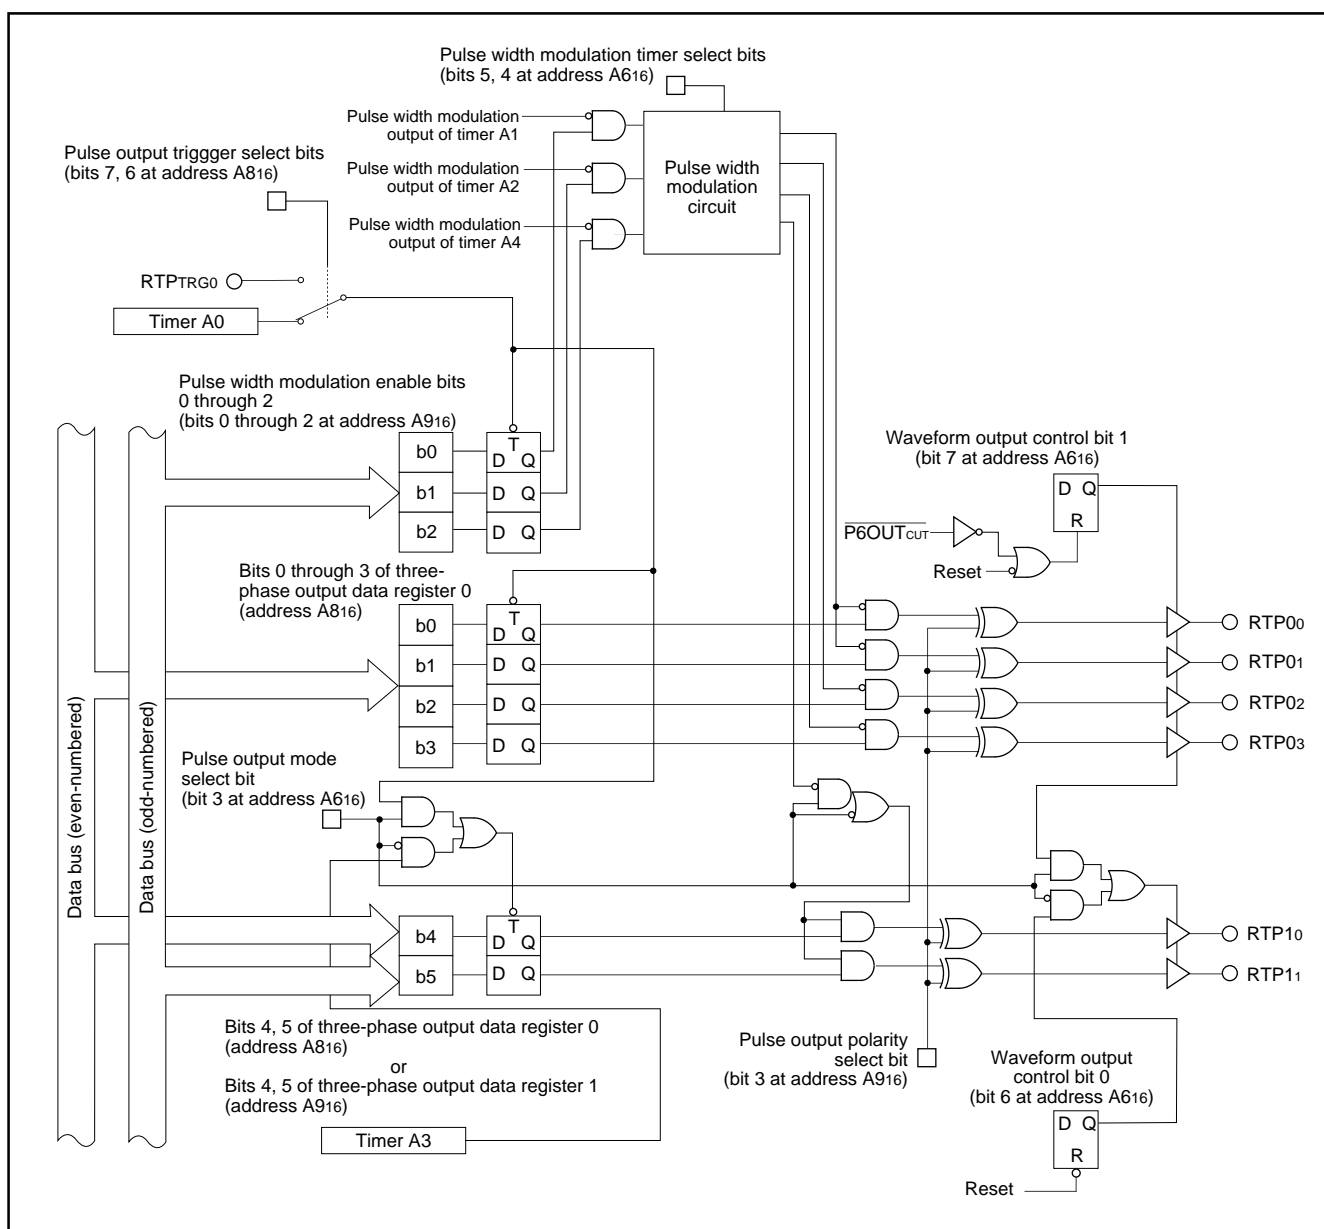 Pulse width modulation timer select bits
(bits 5, 4 at address A616)
Pulse width modulation
output of timer A1
Pulse output triggger select bits
(bits 7, 6 at address A816)
Pulse width modulation
output of timer A2
Pulse width modulation
circuit
Pulse width modulation
output of timer A4
RTPTRG0
Timer A0
Pulse width modulation enable bits
0 through 2
(bits 0 through 2 at address A916)
b0
T
D Q
b1
D Q
b2
D Q
Waveform output control bit 1
(bit 7 at address A616)
D Q
R
P6OUTCUT
Reset
Bits 0 through 3 of three-
phase output data register 0
(address A816)
b0
T
D Q
b1
D Q
b2
D Q
b3
D Q
RTP00
RTP01
RTP02
RTP03
Data bus (even-numbered)
Data bus (odd-numbered)
Pulse output mode
select bit
(bit 3 at address A616)
b4
T
D Q
b5
D Q
RTP10
RTP11
Bits 4, 5 of three-phase output data register 0
(address A816)
or
Bits 4, 5 of three-phase output data register 1
(address A916)
Timer A3
Pulse output polarity
select bit
(bit 3 at address A916)
Waveform output
control bit 0
(bit 6 at address A616)
D Q
R
Reset